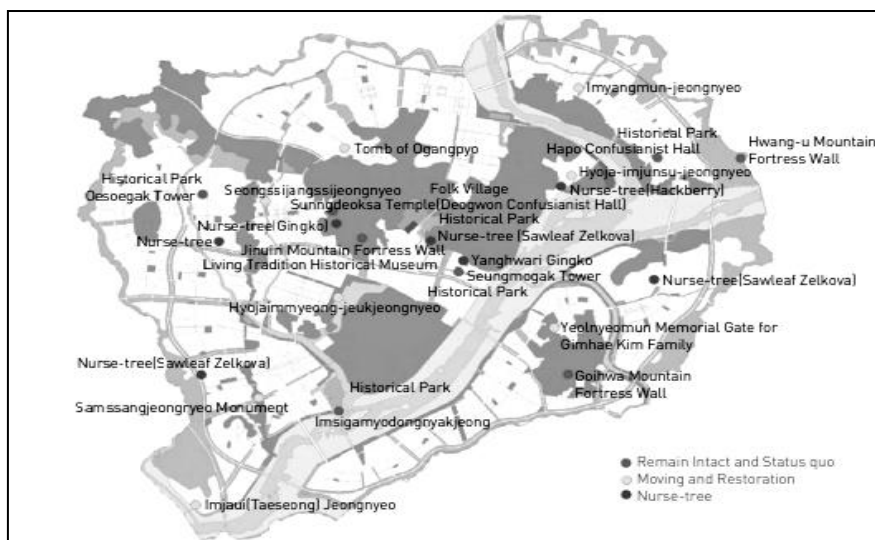 Imyangmun-jeongnyeo
Historical Park
Hapo Confusianist Hall
Hwang-u Mountain
Fortress Wall
Tomb of Ogangpyo
Hyoja-imjunsu-jeongnyeo
Nurse-tree(Hackberry)
Historical Park
Oesoegak Tower
Seongssijangssijeongnyeo
Folk Village
Sunngdeoksa Temple(Deogwon Confusianist Hall)
Nurse-tree(Gingko)
Historical Park
Nurse-tree
Nurse-tree (Sawleaf Zelkova)
Jinuiri Mountain Fortress Wall
Yanghwari Gingko
Living Tradition Historical Museum
Seungmogak Tower
Nurse-tree(Sawleaf Zelkova)
Historical Park
Hyojaimmyeong-jeukjeongnyeo
Yeolnyeomun Memorial Gate for
Gimhae Kim Family
Nurse-tree(Sawleaf Zelkova)
Historical Park
Goihwa Mountain
Fortress Wall
Samssangjeongryeo Monument
Imsigamyodongnyakjeong
Imjaui(Taeseong) Jeongnyeo
Remain Intact and Status quo
Moving and Restoration
Nurse-tree